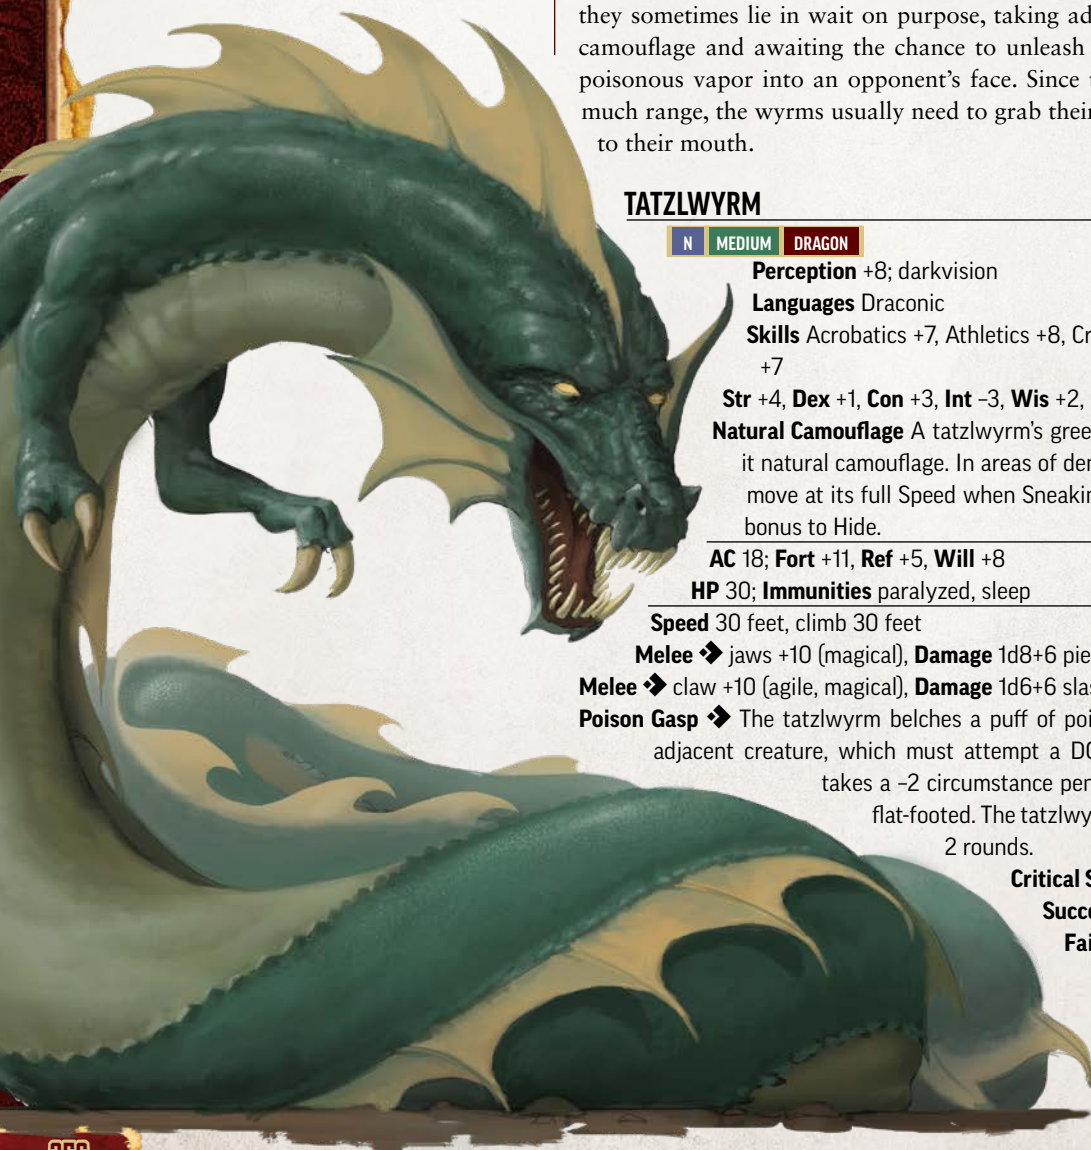 they sometimes lie in wait on purpose, taking ad
camouflage and awaiting the chance to unleash
poisonous vapor into an opponent’s face. Since
much range, the wyrms usually need to grab their
to their mouth.
TATZLWYRM
N MEDIUM DRAGON
Perception +8; darkvision
Languages Draconic
Skills Acrobatics +7, Athletics +8, Cr
+7
Str +4, Dex +1, Con +3, Int –3, Wis +2,
Natural Camouflage A tatzlwyrm’s gree
it natural camouflage. In areas of de
move at its full Speed when Sneakin
bonus to Hide.
AC 18; Fort +11, Ref +5, Will +8
HP 30; Immunities paralyzed, sleep
Speed 30 feet, climb 30 feet
Melee jaws +10 (magical), Damage 1d8+6 pie
Melee claw +10 (agile, magical), Damage 1d6+6 slas
Poison Gasp The tatzlwyrm belches a puff of poi
adjacent creature, which must attempt a DC
takes a –2 circumstance pen
flat-footed. The tatzlwy
2 rounds.
Critical S
Succe
Fai